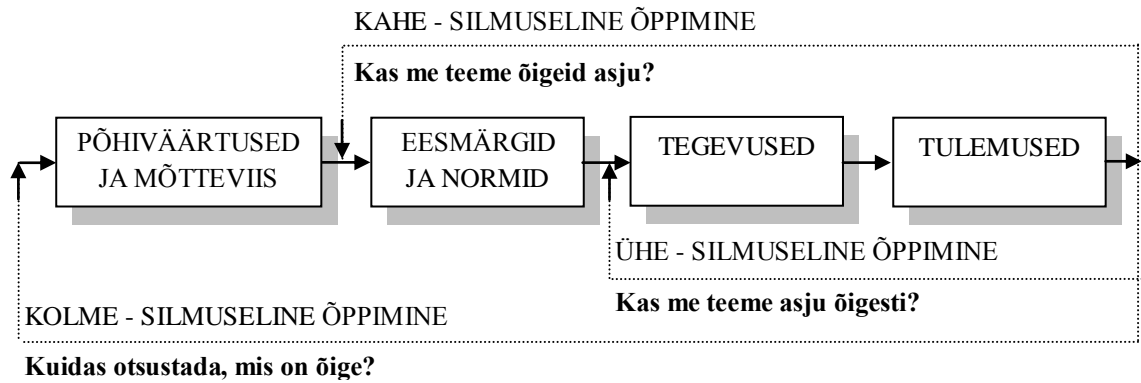 KAHE - SILMUSELINE ÕPPIMINE
Kas me teeme õigeid asju?
PÕHIVÄÄRTUSED
JA MÕTTEVIIS
EESMÄRGID
JA NORMID
TEGEVUSED
TULEMUSED
ÜHE - SILMUSELINE ÕPPIMINE
Kas me teeme asju õigesti?
KOLME - SILMUSELINE ÕPPIMINE
Kuidas otsustada, mis on õige?